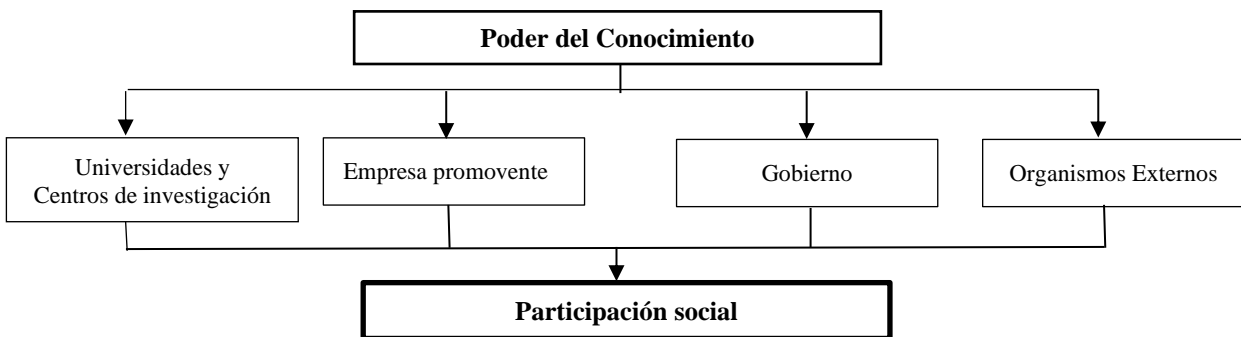 Poder del Conocimiento
Universidades y
Centros de investigación
Empresa promovente
Gobierno
Organismos Externos
Participación social